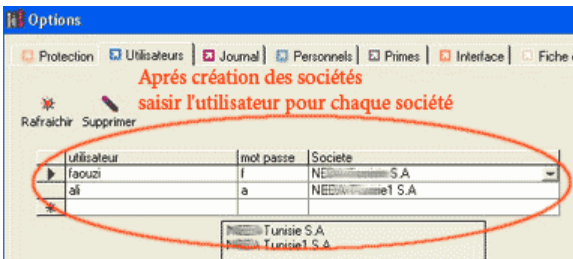 Options
Protection Utilisateurs Journal Personnels Primes Interface Fiche
Aprés création des sociétés
saisir l'utilisateur pour chaque société
Rafraichir Supprimer
utilisateur mot passe Societe
faouzi f S.A
ali a S.A
Tunisie S.A
Tunisie1 S.A